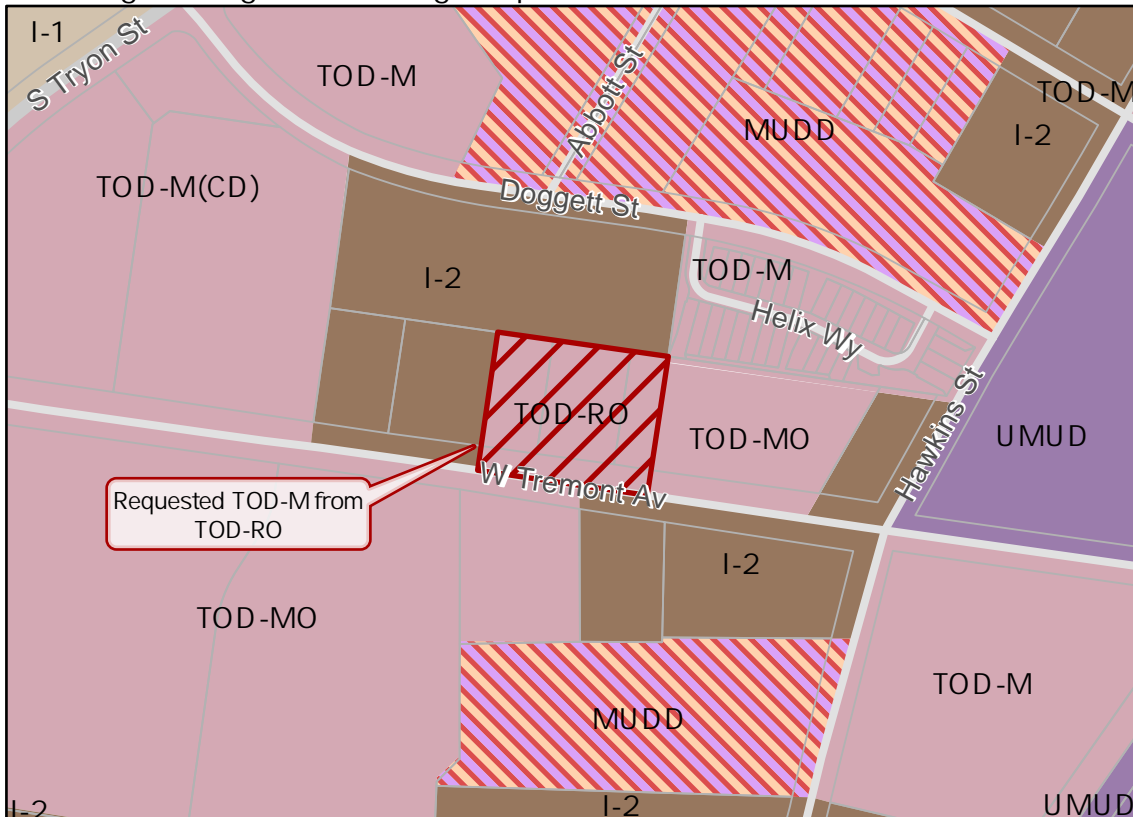 I-1
S Tryon St
TOD-M
Abbott St
MUDD
TOD-M
I-2
TOD-M(CD)
Doggett St
I-2
TOD-M
Helix Wy
TOD-RO
TOD-MO
Hawkins St
UMUD
W Tremont Av
Requested TOD-M from
TOD-RO
I-2
TOD-MO
TOD-M
MUDD
I-2
I-2
UMUD